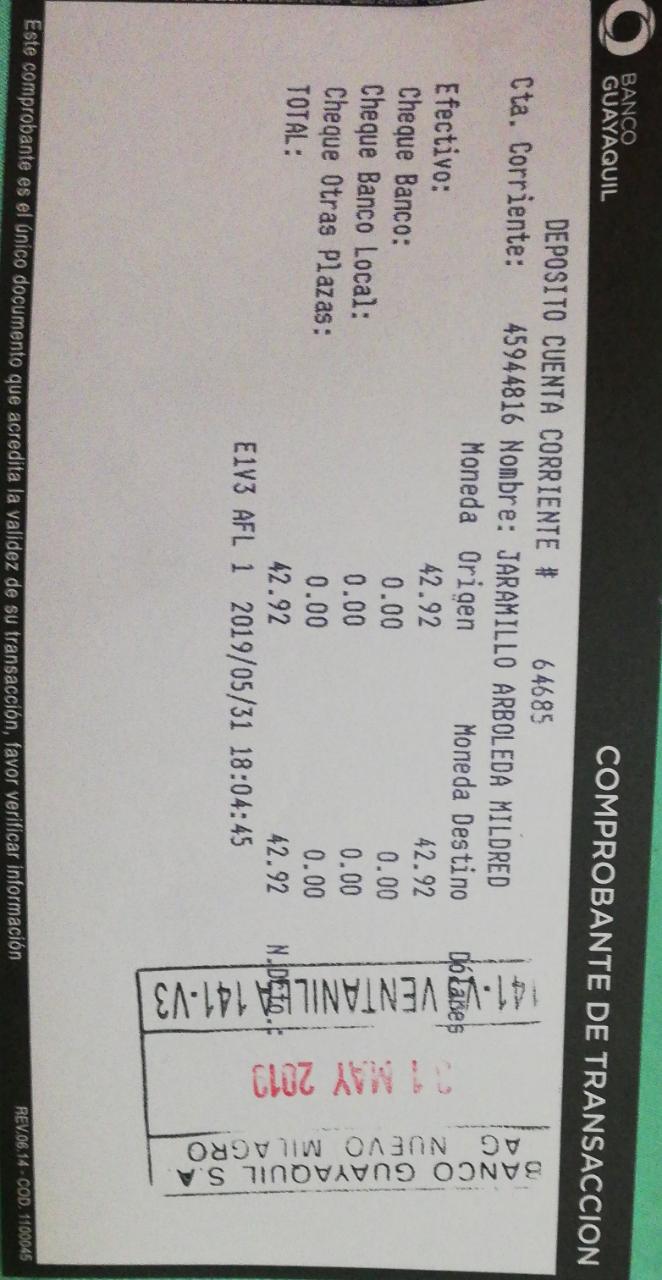 BANCO
GUAYAQUIL
COMPROBANTE DE TRANSACCION
DEPOSITO CUENTA CORRIENTE # 64685
Cta. Corriente: 45944816 Nombre: JARAMILLO ARBOLEDA MILDRED
Moneda Origen Moneda Destino Dólares
Efectivo: 42.92 42.92
Cheque Banco: 0.00 0.00
Cheque Banco Local: 0.00 0.00
Cheque Otras Plazas: 0.00 0.00
TOTAL: 42.92 42.92 N.Dcto.:
E1V3 AFL 1 2019/05/31 18:04:45
BANCO GUAYAQUIL S.A.
AG NUEVO MILAGRO
31 MAY 2019
141-V3 VENTANILLA 141-V3
Este comprobante es el único documento que acredita la validez de su transacción, favor verificar información
REV.06.14 - COD. 1100045